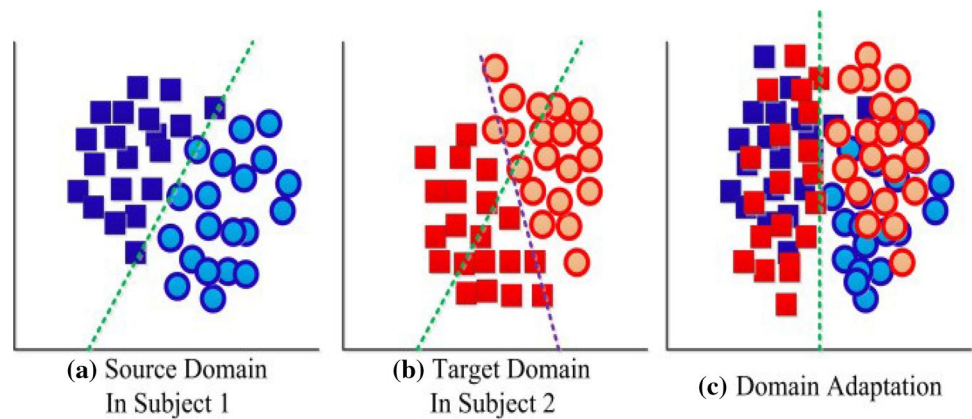 (a) Source Domain
In Subject 1
(b) Target Domain
In Subject 2
(c) Domain Adaptation